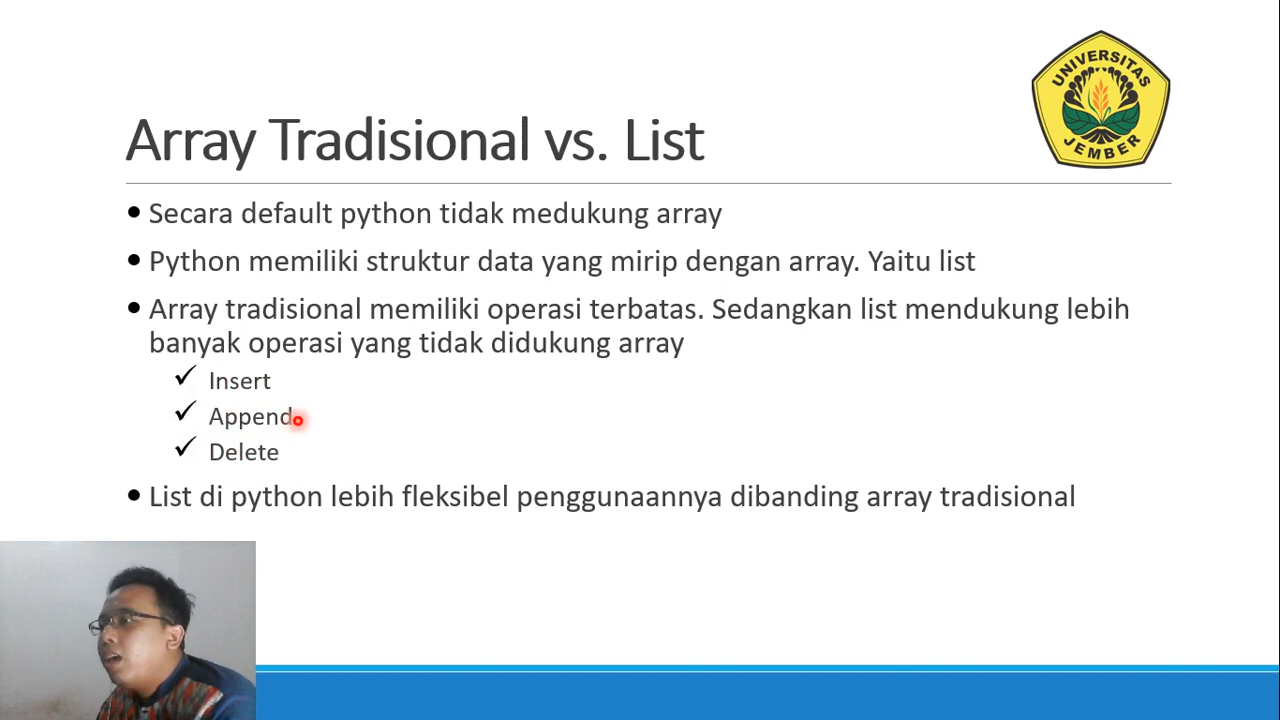 UNIVERSITAS
JEMBER
Array Tradisional vs. List
Secara default python tidak medukung array
Python memiliki struktur data yang mirip dengan array. Yaitu list
Array tradisional memiliki operasi terbatas. Sedangkan list mendukung lebih
banyak operasi yang tidak didukung array
Insert
Append
Delete
List di python lebih fleksibel penggunaannya dibanding array tradisional